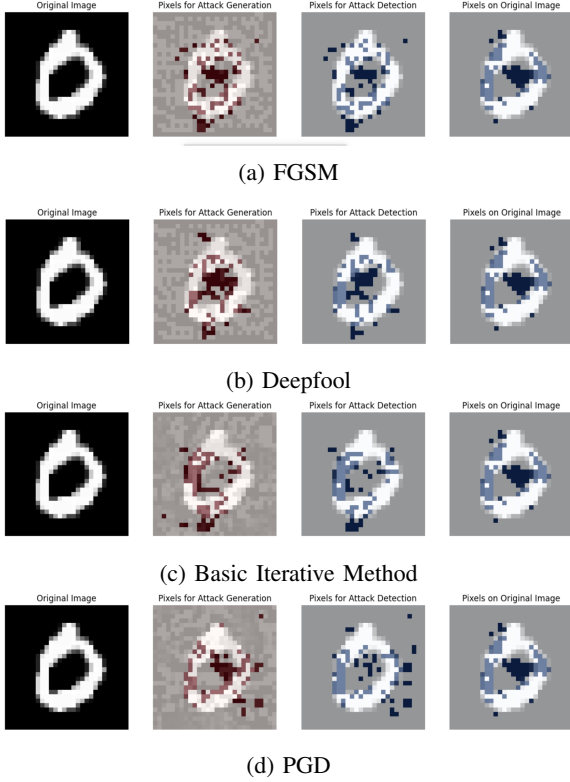 Original Image Pixels for Attack Generation Pixels for Attack Detection Pixels on Original Image
(a) FGSM
Original Image Pixels for Attack Generation Pixels for Attack Detection Pixels on Original Image
(b) Deepfool
Original Image Pixels for Attack Generation Pixels for Attack Detection Pixels on Original Image
(c) Basic Iterative Method
Original Image Pixels for Attack Generation Pixels for Attack Detection Pixels on Original Image
(d) PGD